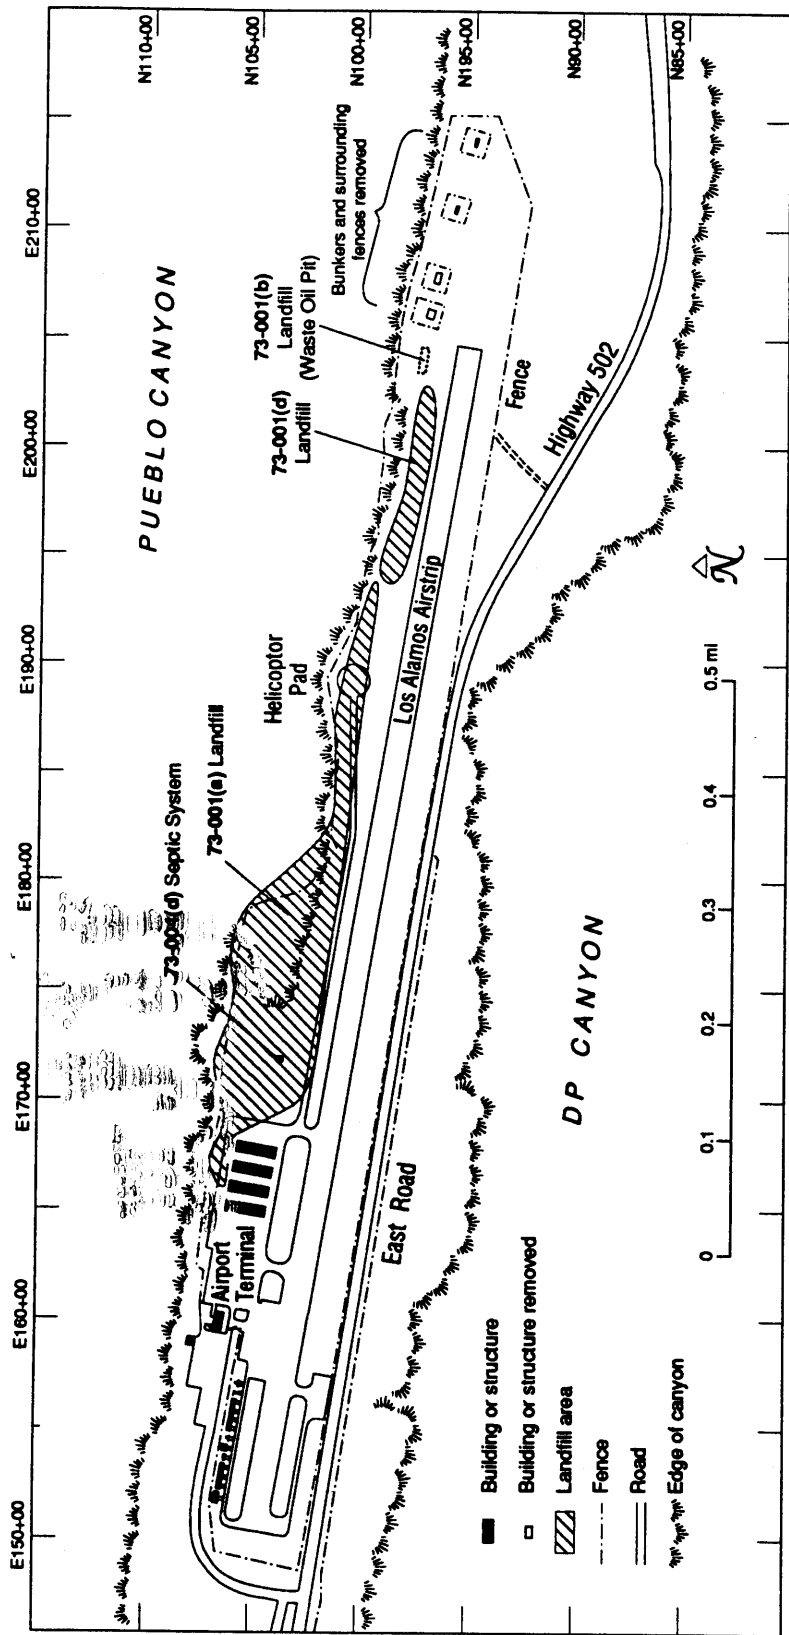 E150+00
E160+00
E170+00
E180+00
E190+00
E200+00
E210+00
N110+00
N105+00
N100+00
N195+00
N90+00
N85+00
PUEBLO CANYON
73-004(d) Septic System
73-001(a) Landfill
Helicoptor
Pad
73-001(d)
Landfill
73-001(b)
Landfill
(Waste Oil Pit)
Bunkers and surrounding
fences removed
Airport
Terminal
Los Alamos Airstrip
Fence
East Road
Highway 502
DP CANYON
N
0
0.1
0.2
0.3
0.4
0.5 mi
Building or structure
Building or structure removed
Landfill area
Fence
Road
Edge of canyon